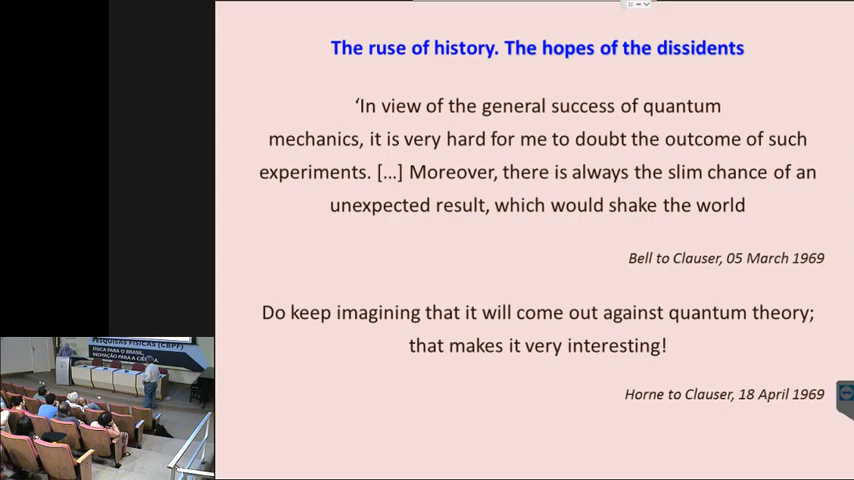 The ruse of history. The hopes of the dissidents
‘In view of the general success of quantum
mechanics, it is very hard for me to doubt the outcome of such
experiments. […] Moreover, there is always the slim chance of an
unexpected result, which would shake the world
Bell to Clauser, 05 March 1969
Do keep imagining that it will come out against quantum theory;
that makes it very interesting!
Horne to Clauser, 18 April 1969
PESQUISAS FÍSICAS (CBPF)
FÍSICA PARA O BRASIL,
INOVAÇÃO PARA A CIÊNCIA